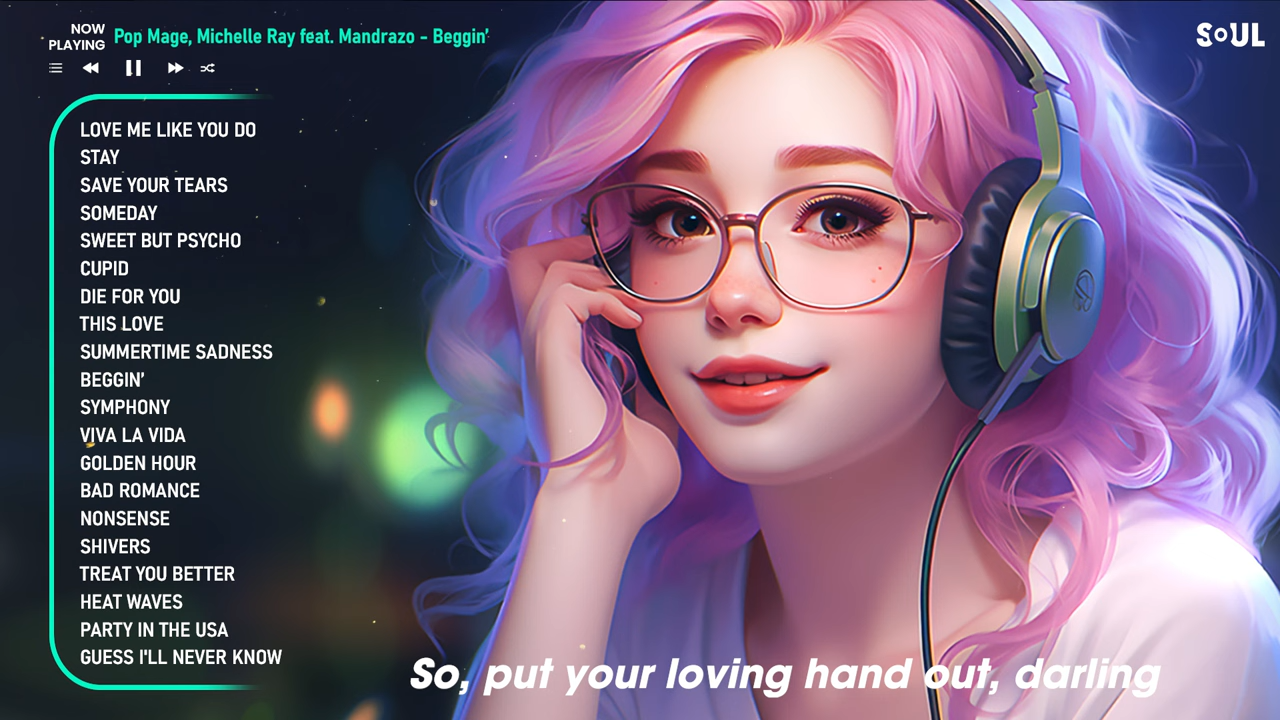 NOW
PLAYING
Pop Mage, Michelle Ray feat. Mandrazo - Beggin’
SOUL
LOVE ME LIKE YOU DO
STAY
SAVE YOUR TEARS
SOMEDAY
SWEET BUT PSYCHO
CUPID
DIE FOR YOU
THIS LOVE
SUMMERTIME SADNESS
BEGGIN’
SYMPHONY
VIVA LA VIDA
GOLDEN HOUR
BAD ROMANCE
NONSENSE
SHIVERS
TREAT YOU BETTER
HEAT WAVES
PARTY IN THE USA
GUESS I'LL NEVER KNOW
So, put your loving hand out, darling